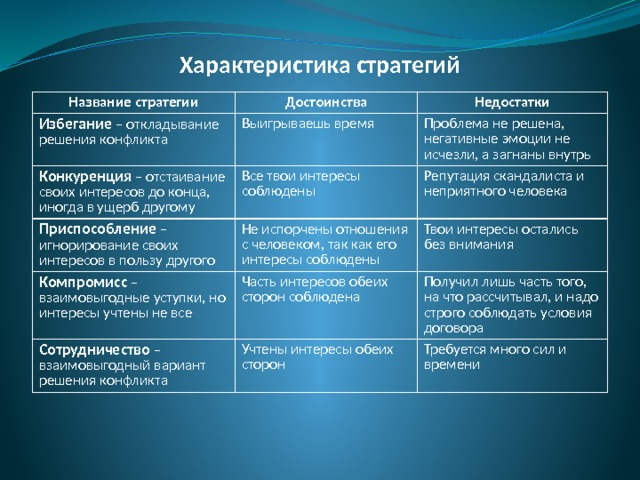 Характеристика стратегий
Название стратегии
Достоинства
Недостатки
Избегание – откладывание
решения конфликта
Выигрываешь время
Проблема не решена,
негативные эмоции не
исчезли, а загнаны внутрь
Конкуренция – отстаивание
своих интересов до конца,
иногда в ущерб другому
Все твои интересы
соблюдены
Репутация скандалиста и
неприятного человека
Приспособление –
игнорирование своих
интересов в пользу другого
Не испорчены отношения
с человеком, так как его
интересы соблюдены
Твои интересы остались
без внимания
Компромисс –
взаимовыгодные уступки, но
интересы учтены не все
Часть интересов обеих
сторон соблюдена
Получил лишь часть того,
на что рассчитывал, и надо
строго соблюдать условия
договора
Сотрудничество –
взаимовыгодный вариант
решения конфликта
Учтены интересы обеих
сторон
Требуется много сил и
времени